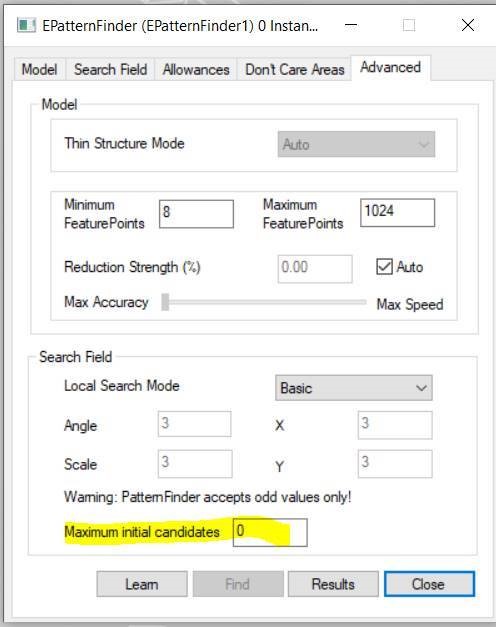 EPatternFinder (EPatternFinder1) 0 Instan...
Model Search Field Allowances Don't Care Areas Advanced
Model
Thin Structure Mode Auto
Minimum FeaturePoints 8 Maximum FeaturePoints 1024
Reduction Strength (%) 0.00 Auto
Max Accuracy Max Speed
Search Field
Local Search Mode Basic
Angle 3 X 3
Scale 3 Y 3
Warning: PatternFinder accepts odd values only!
Maximum initial candidates 0
Learn Find Results Close